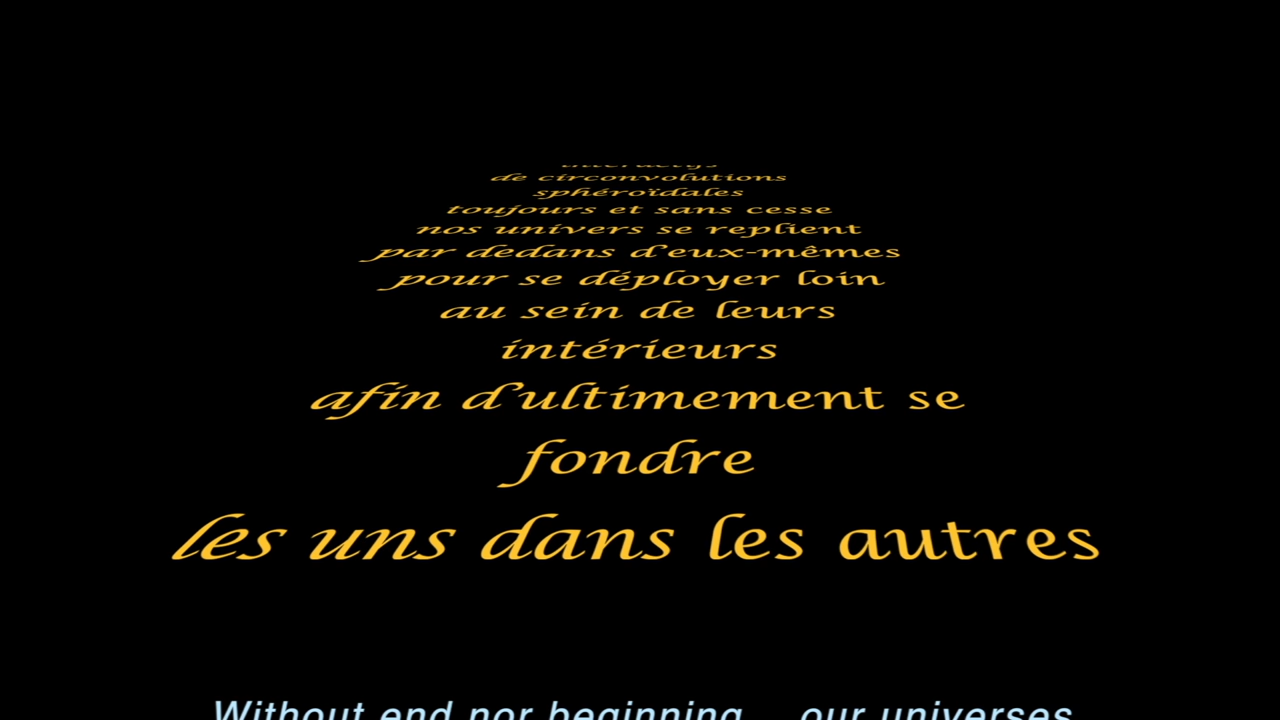 de circonvolutions
sphéroïdales
toujours et sans cesse
nos univers se replient
par dedans d'eux-mêmes
pour se déployer loin
au sein de leurs
intérieurs
afin d'ultimement se
fondre
les uns dans les autres
Without end nor beginning our universes